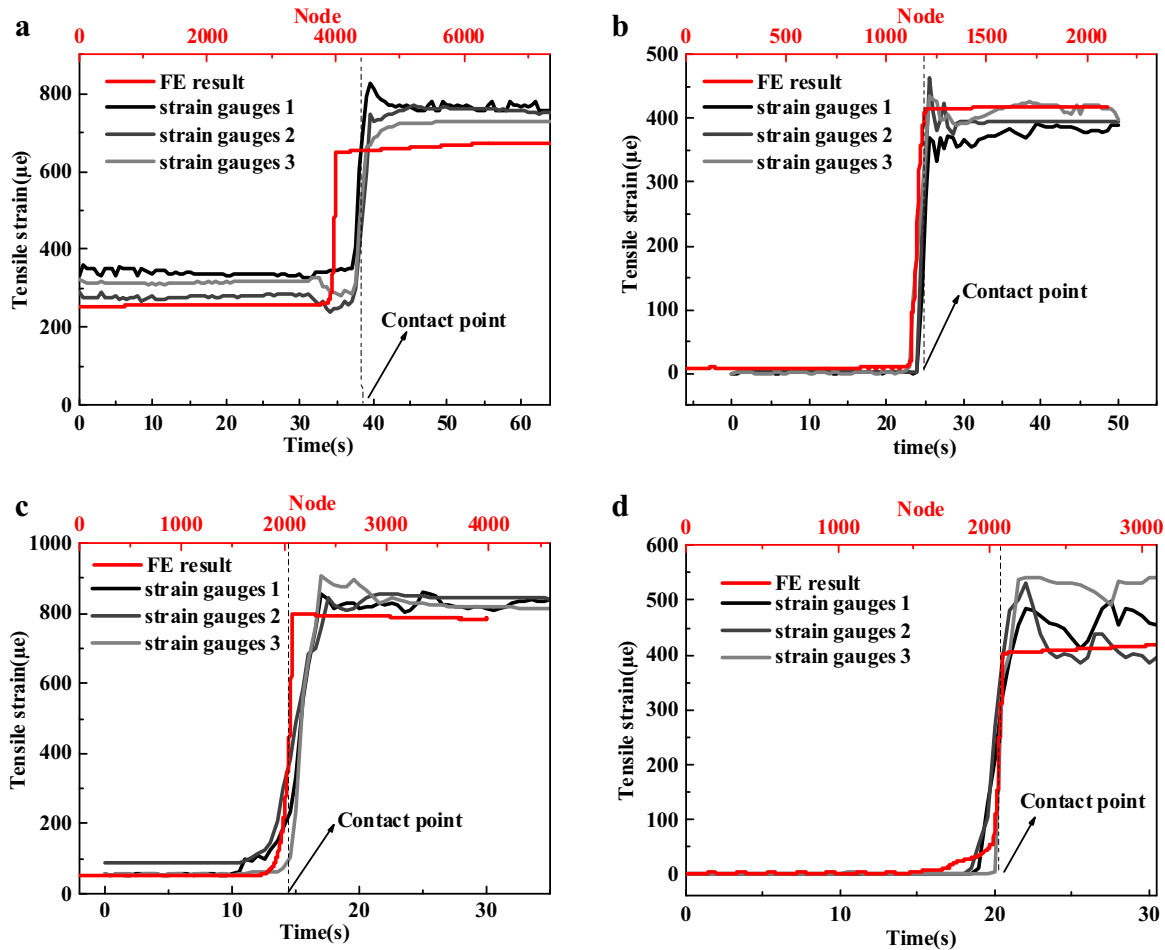 a
Node
0 2000 4000 6000
FE result
strain gauges 1
strain gauges 2
strain gauges 3
800
600
400
200
0
Tensile strain(με)
Contact point
0 10 20 30 40 50 60
Time(s)
b
Node
0 500 1000 1500 2000
FE result
strain gauges 1
strain gauges 2
strain gauges 3
500
400
300
200
100
0
Tensile strain(με)
Contact point
0 10 20 30 40 50
time(s)
c
Node
0 1000 2000 3000 4000
FE result
strain gauges 1
strain gauges 2
strain gauges 3
1000
800
600
400
200
0
Tensile strain(με)
Contact point
0 10 20 30
Time(s)
d
Node
0 1000 2000 3000
FE result
strain gauges 1
strain gauges 2
strain gauges 3
600
500
400
300
200
100
0
Tensile strain(με)
Contact point
0 10 20 30
Time(s)